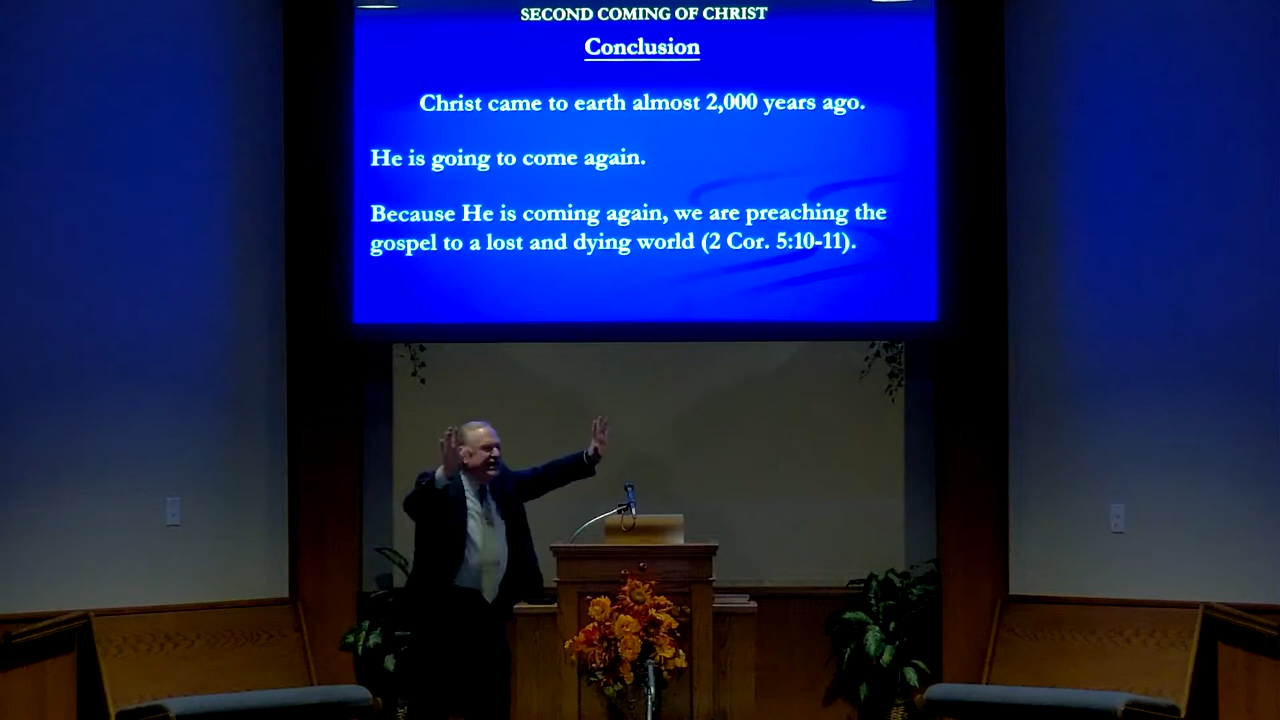 SECOND COMING OF CHRIST
Conclusion
Christ came to earth almost 2,000 years ago.
He is going to come again.
Because He is coming again, we are preaching the
gospel to a lost and dying world (2 Cor. 5:10-11).